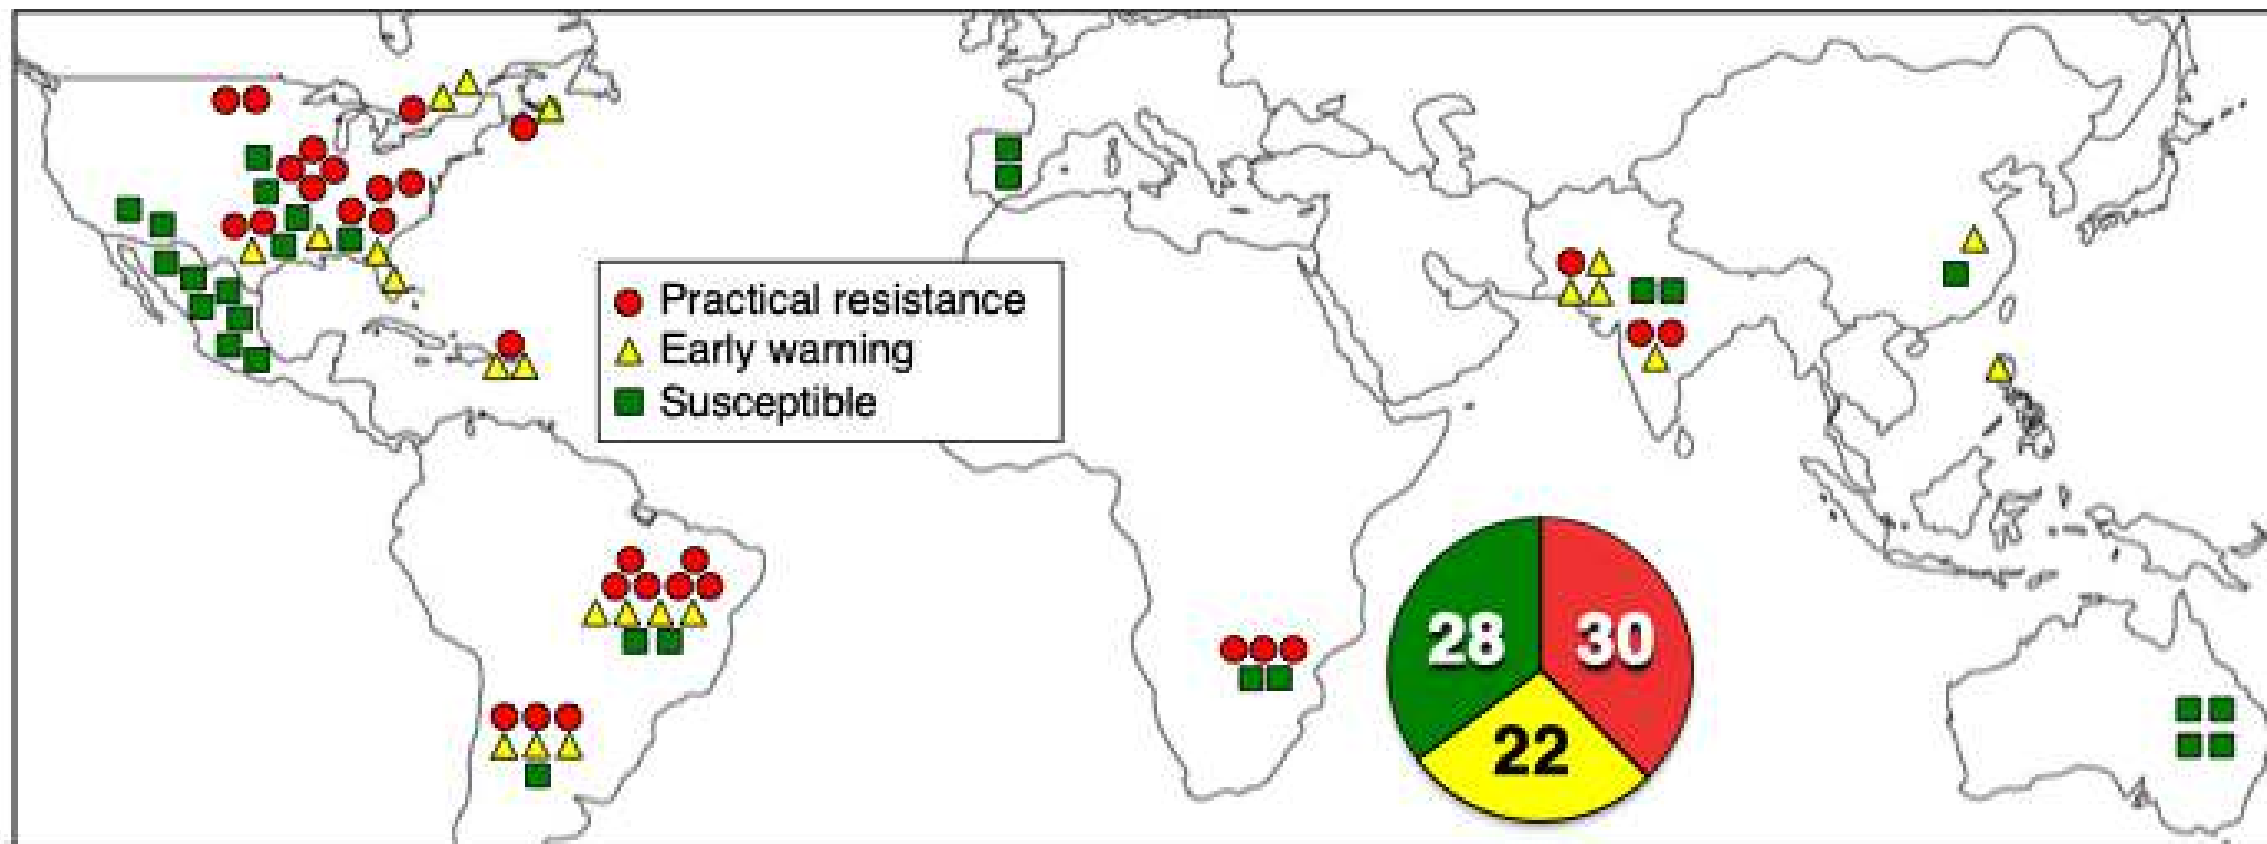 Practical resistance
Early warning
Susceptible
28
30
22